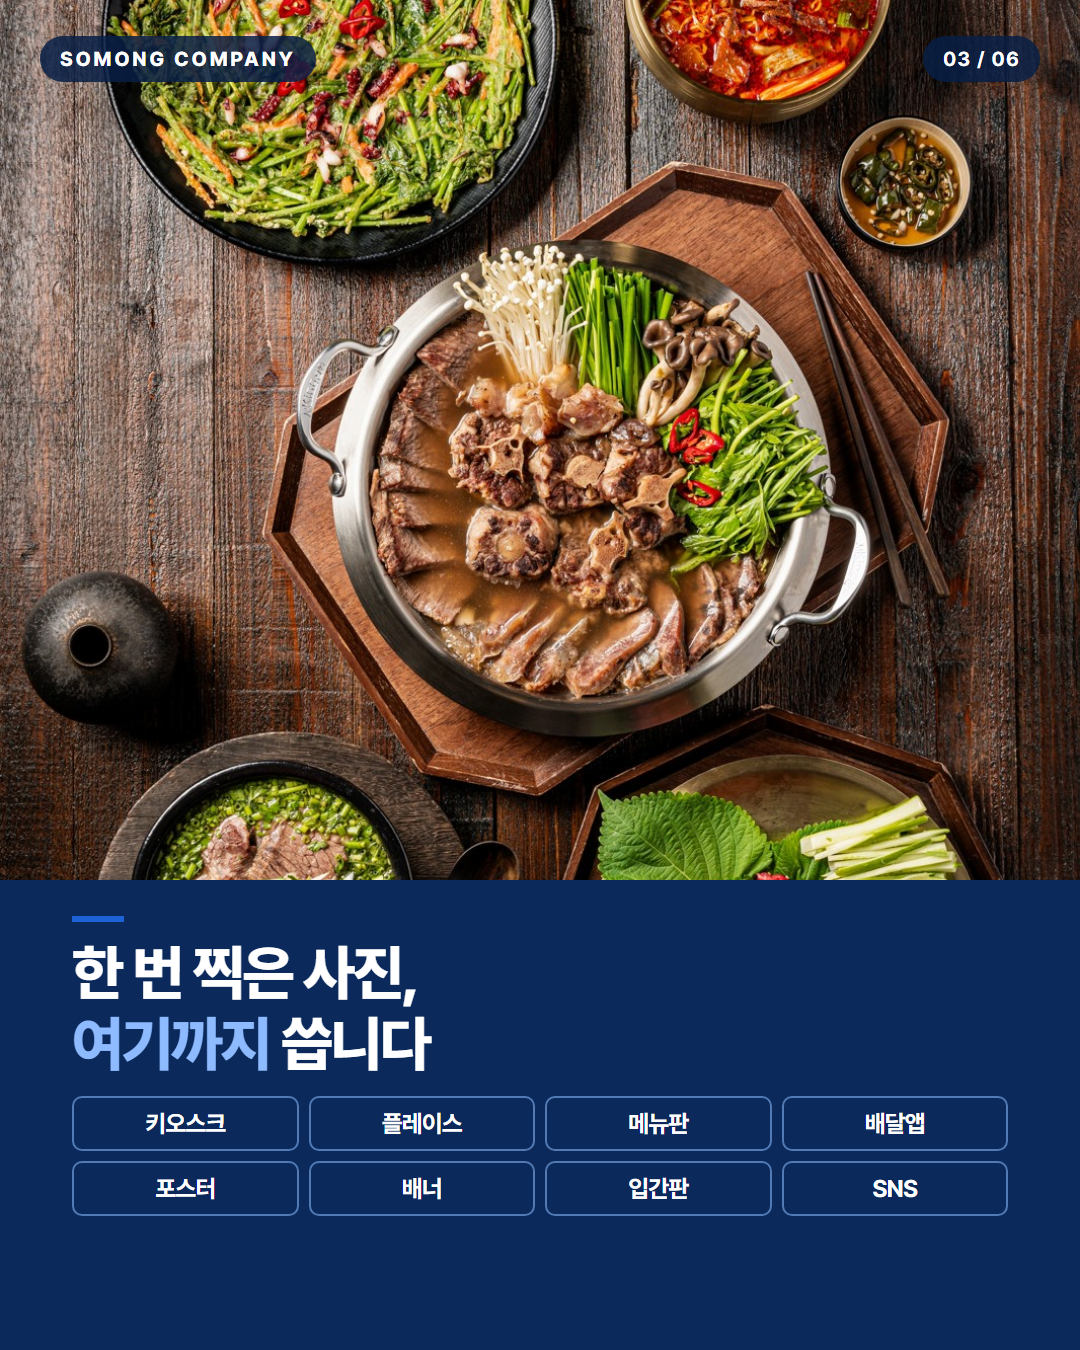 SOMONG COMPANY
03 / 06
한 번 찍은 사진,
여기까지 씁니다
키오스크
플레이스
메뉴판
배달앱
포스터
배너
입간판
SNS